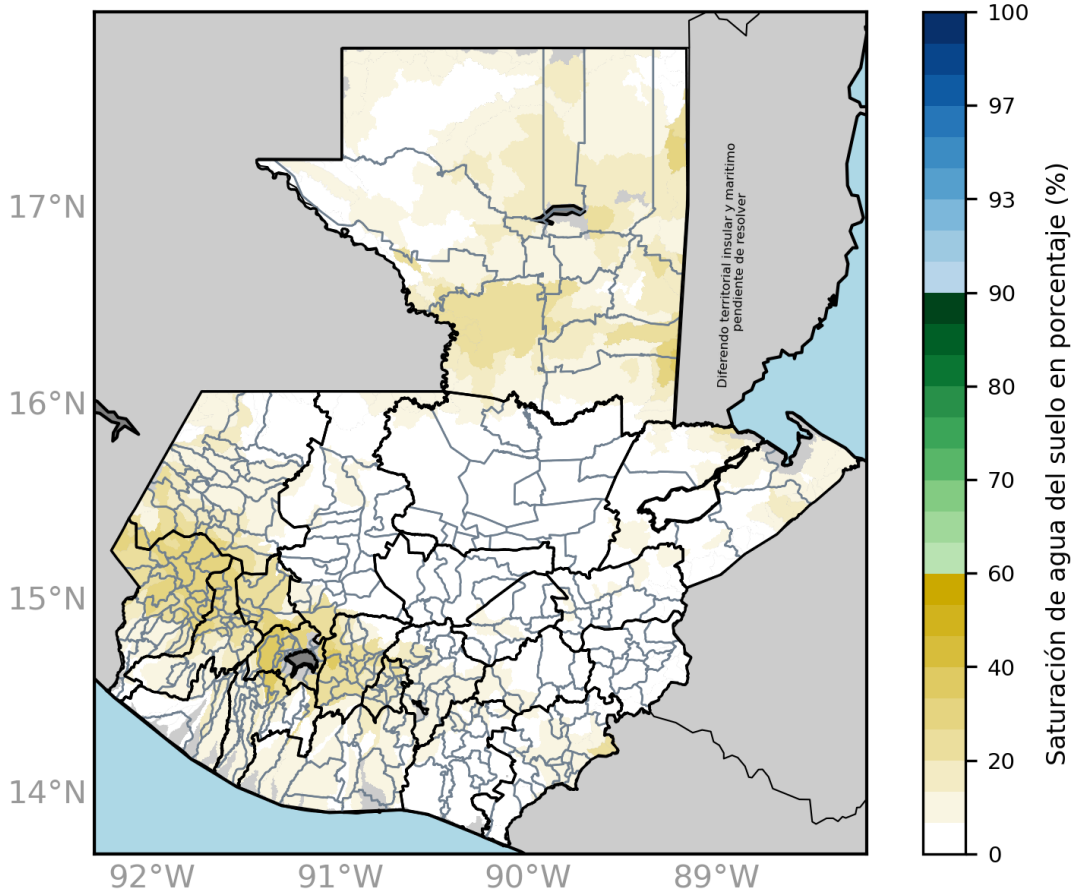 17°N
16°N
15°N
14°N
92°W
91°W
90°W
89°W
Diferendo territorial insular y maritimo
pendiente de resolver
100
97
93
90
80
70
60
40
20
0
Saturación de agua del suelo en porcentaje (%)